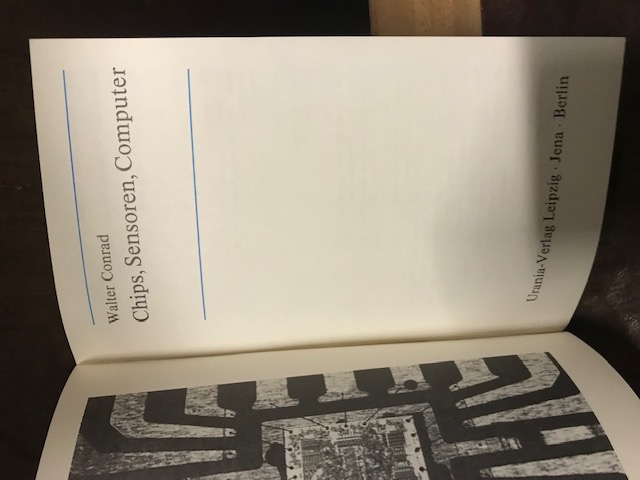 Walter Conrad
Chips, Sensoren, Computer
Urania-Verlag Leipzig · Jena · Berlin